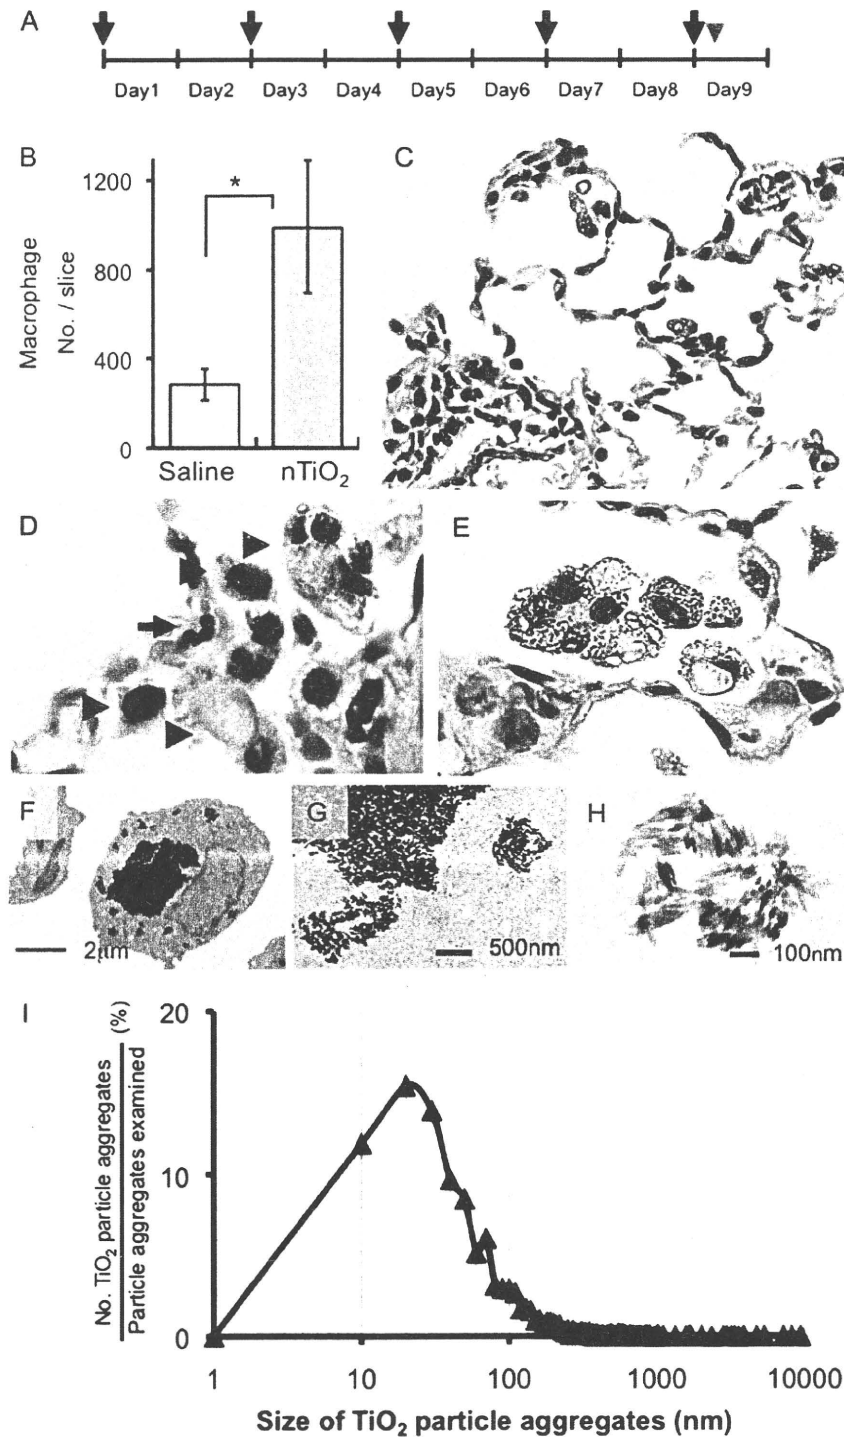 A
Day1 Day2 Day3 Day4 Day5 Day6 Day7 Day8 Day9
B
1200
800
400
0
Macrophage
No. / slice
*
Saline nTiO₂
C
D
E
F
2μm
G
500nm
H
100nm
I
(%)
No. TiO₂ particle aggregates
Particle aggregates examined
20
10
0
1 10 100 1000 10000
Size of TiO₂ particle aggregates (nm)